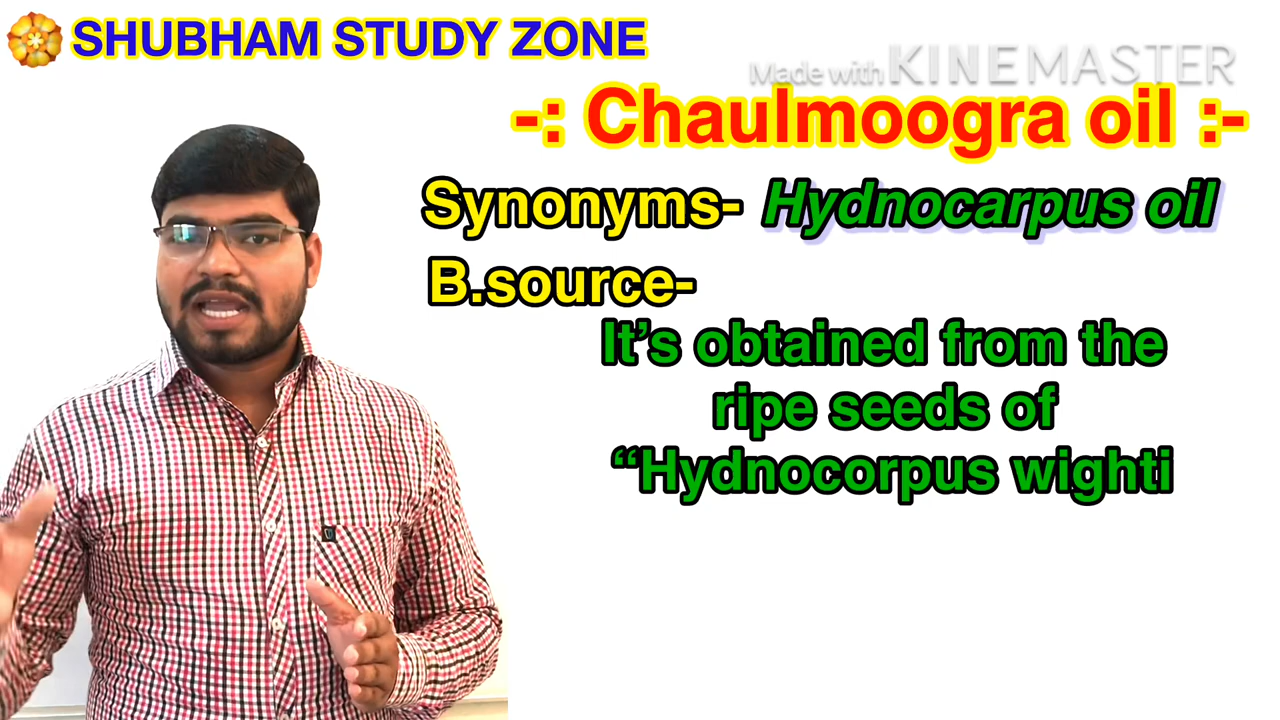 SHUBHAM STUDY ZONE
Made with KINEMASTER
-: Chaulmoogra oil :-
Synonyms- Hydnocarpus oil
B.source-
It’s obtained from the
ripe seeds of
“Hydnocorpus wighti